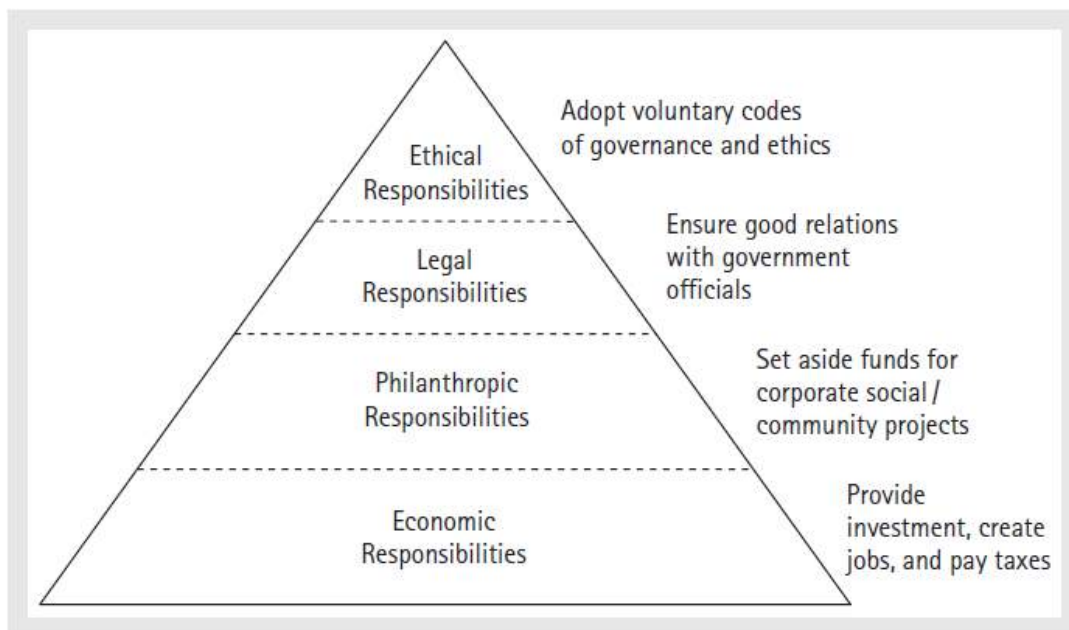 Adopt voluntary codes
of governance and ethics
Ethical
Responsibilities
Ensure good relations
with government
officials
Legal
Responsibilities
Set aside funds for
corporate social /
community projects
Philanthropic
Responsibilities
Provide
investment, create
jobs, and pay taxes
Economic
Responsibilities